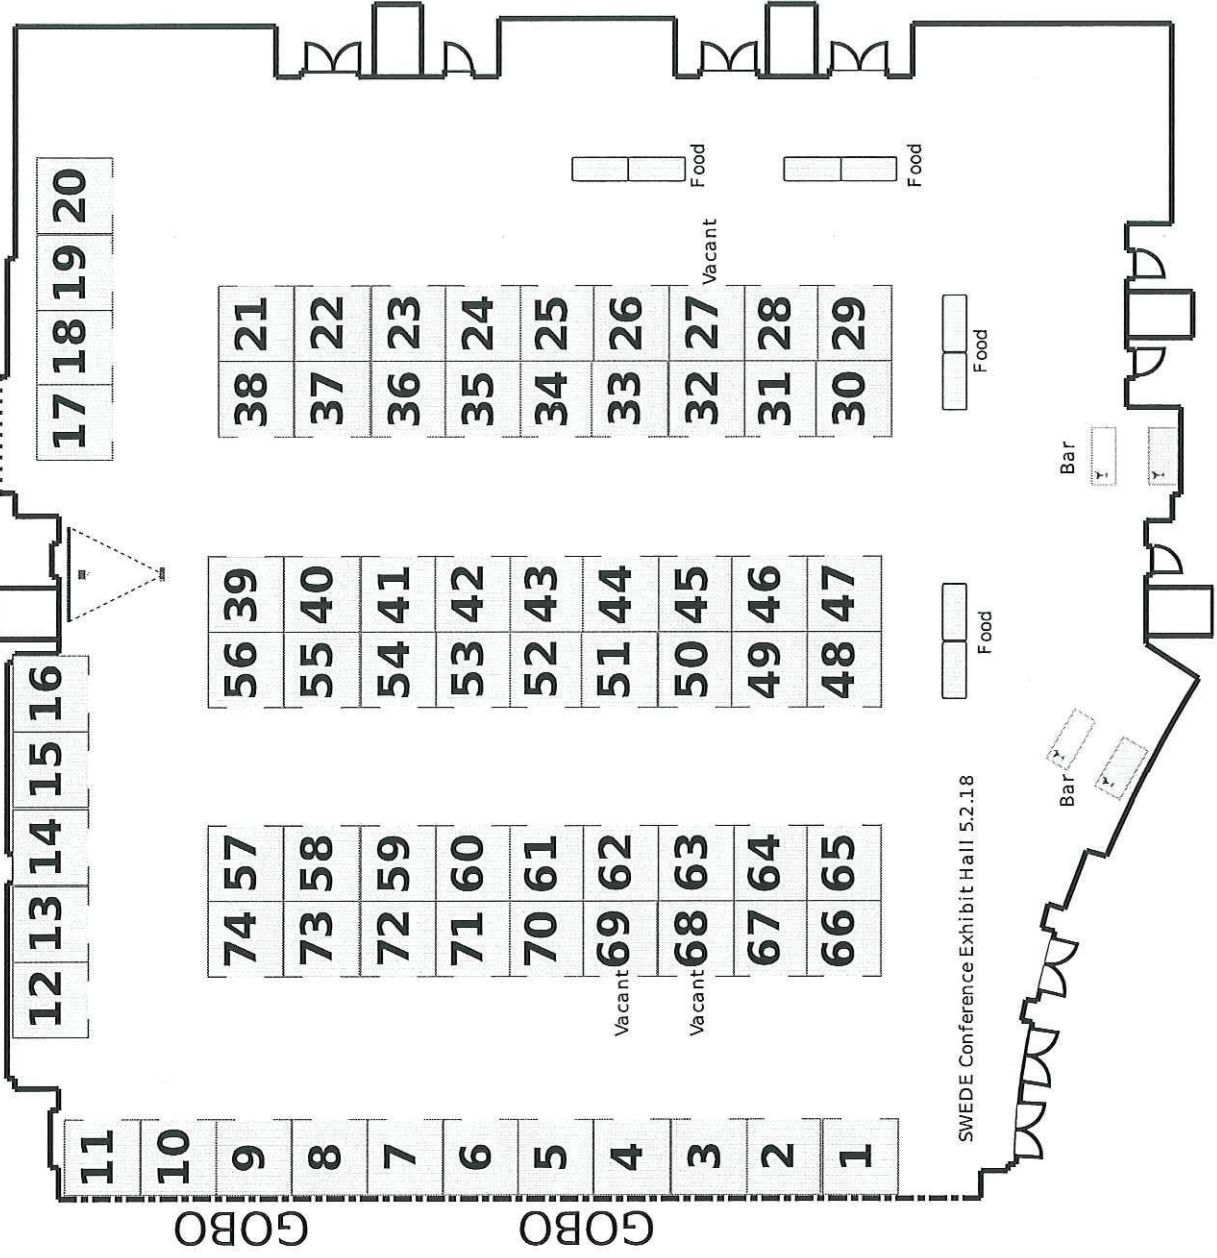 20
19
18
17
Food
Food
Vacant
21 22 23 24 25 26 27 28 29
38 37 36 35 34 33 32 31 30
Food
Bar
39 40 41 42 43 44 45 46 47
56 55 54 53 52 51 50 49 48
Food
16
15
14
13
12
Bar
57 58 59 60 61 62 63 64 65
74 73 72 71 70 69 68 67 66
Vacant
Vacant
SWEDE Conference Exhibit Hall 5.2.18
11 10 9 8 7 6 5 4 3 2 1
GOBO
GOBO